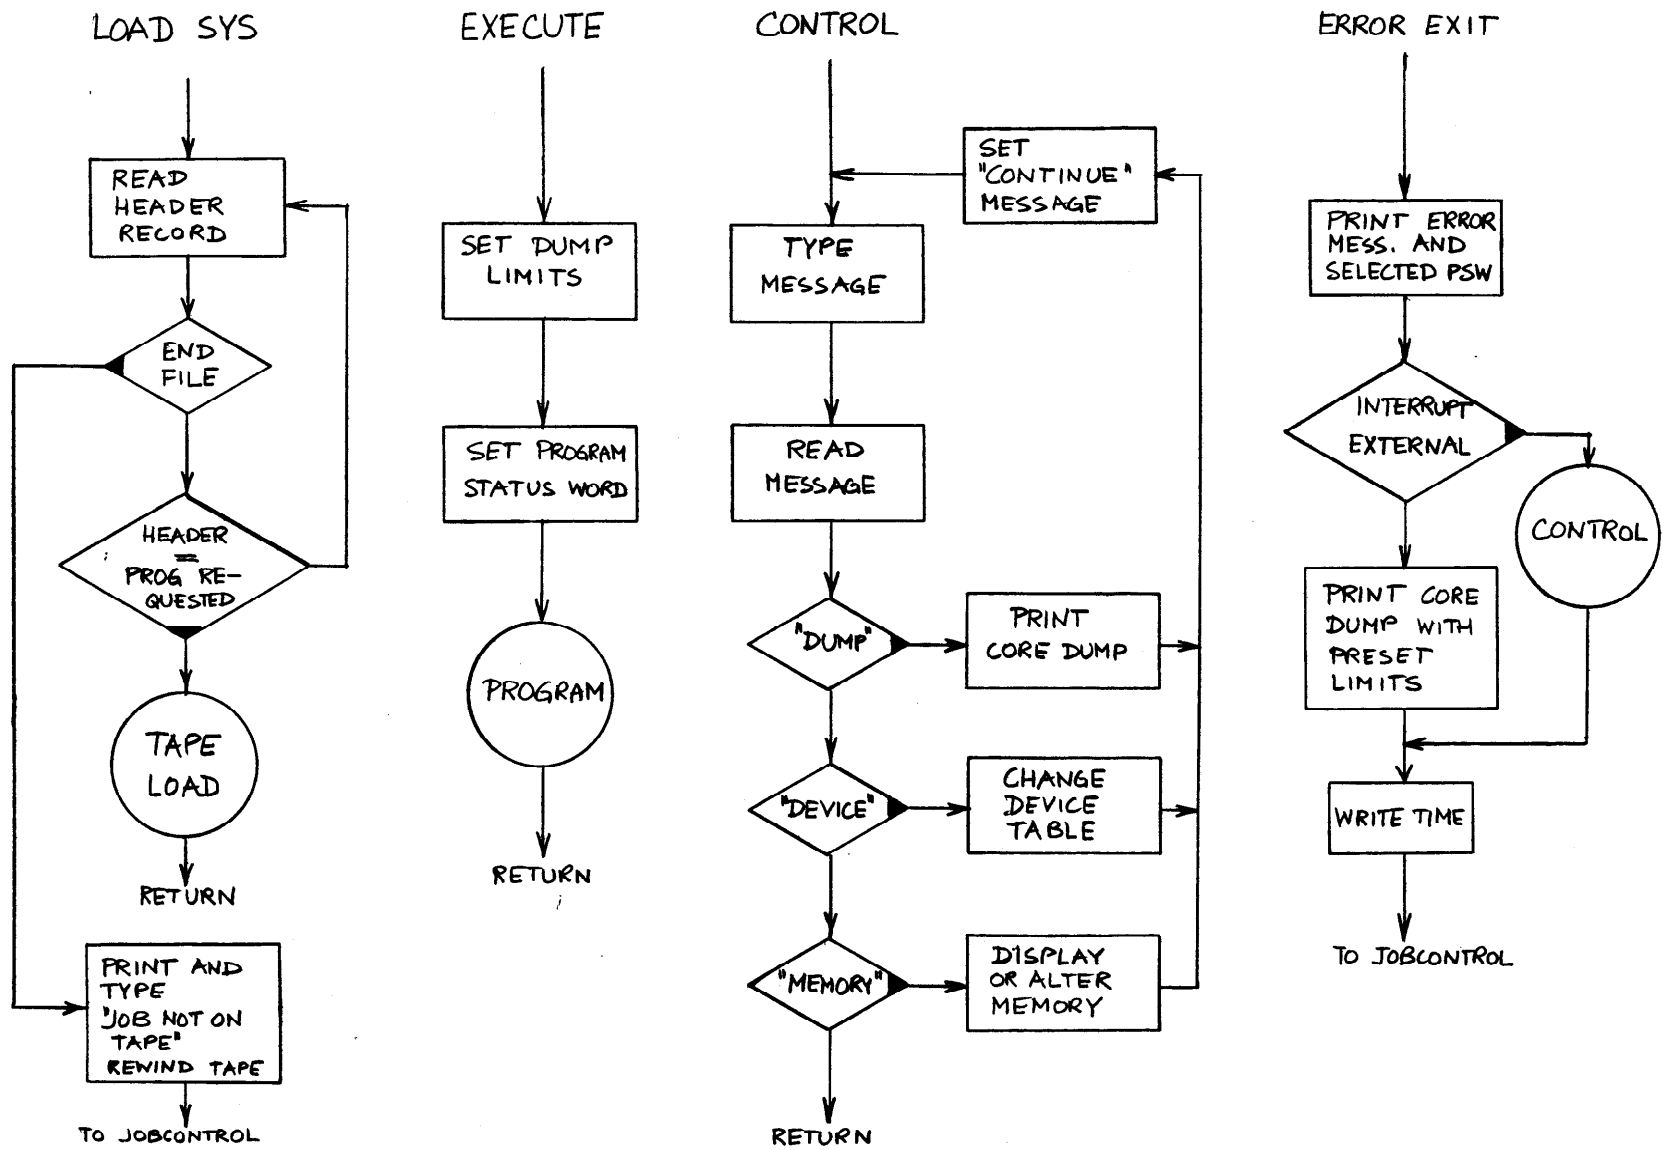 LOAD SYS
READ
HEADER
RECORD
END
FILE
HEADER
=
PROG RE-
QUESTED
TAPE
LOAD
RETURN
PRINT AND
TYPE
"JOB NOT ON
TAPE"
REWIND TAPE
TO JOBCONTROL
EXECUTE
SET DUMP
LIMITS
SET PROGRAM
STATUS WORD
PROGRAM
RETURN
CONTROL
SET
"CONTINUE"
MESSAGE
TYPE
MESSAGE
READ
MESSAGE
"DUMP"
PRINT
CORE DUMP
"DEVICE"
CHANGE
DEVICE
TABLE
"MEMORY"
DISPLAY
OR ALTER
MEMORY
RETURN
ERROR EXIT
PRINT ERROR
MESS. AND
SELECTED PSW
INTERRUPT
EXTERNAL
CONTROL
PRINT CORE
DUMP WITH
PRESET
LIMITS
WRITE TIME
TO JOBCONTROL